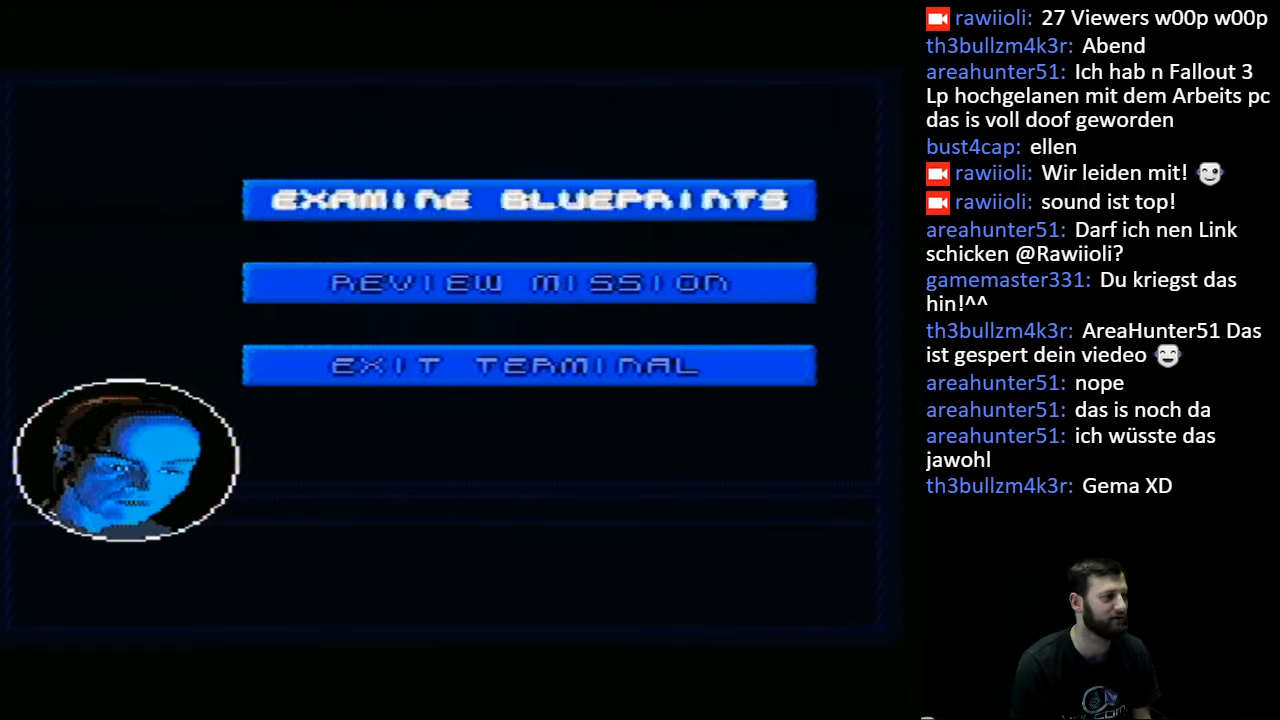 EXAMINE BLUEPRINTS
REVIEW MISSION
EXIT TERMINAL
rawiioli: 27 Viewers w00p w00p
th3bullzm4k3r: Abend
areahunter51: Ich hab n Fallout 3
Lp hochgelanen mit dem Arbeits pc
das is voll doof geworden
bust4cap: ellen
rawiioli: Wir leiden mit!
rawiioli: sound ist top!
areahunter51: Darf ich nen Link
schicken @Rawiioli?
gamemaster331: Du kriegst das
hin!^^
th3bullzm4k3r: AreaHunter51 Das
ist gespert dein viedeo
areahunter51: nope
areahunter51: das is noch da
areahunter51: ich wüsste das
jawohl
th3bullzm4k3r: Gema XD